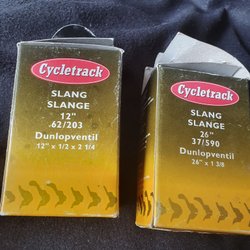 Cycletrack
SLANG
SLANGE
12"
.62/203
Dunlopventil
12" x 1/2 x 2 1/4
Cycletrack
SLANG
SLANGE
26"
37/590
Dunlopventil
26" x 1 3/8